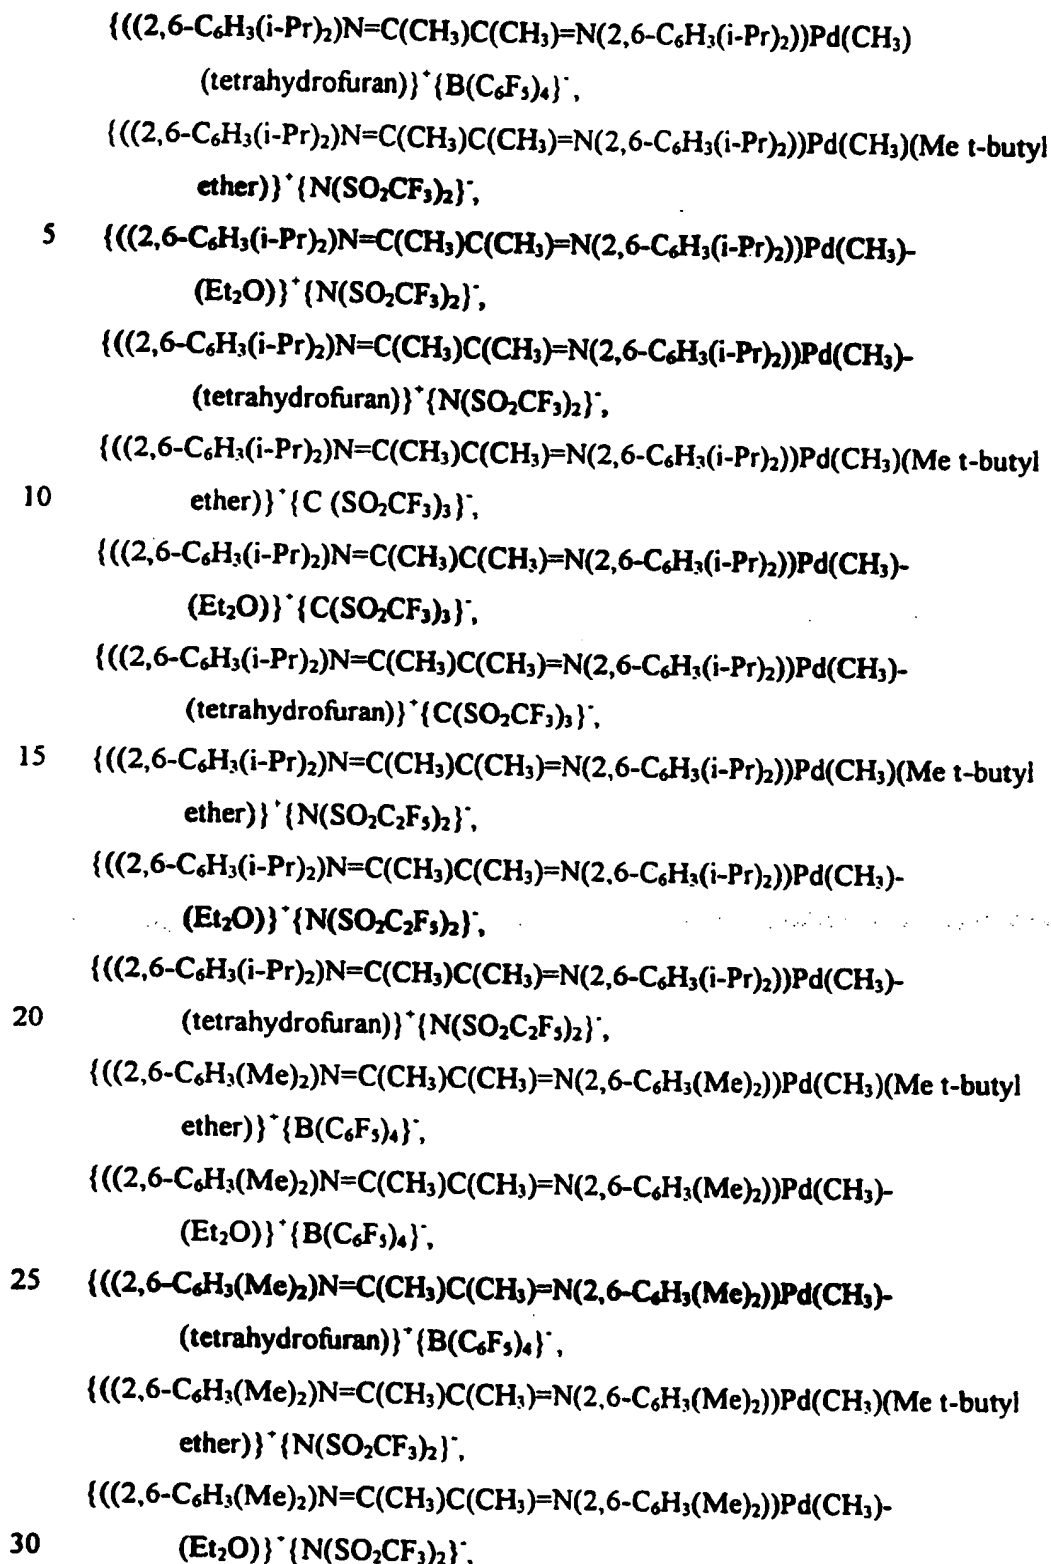 {((2,6-C₆H₃(i-Pr)₂)N=C(CH₃)C(CH₃)=N(2,6-C₆H₃(i-Pr)₂))Pd(CH₃)
(tetrahydrofuran)}⁺{B(C₆F₅)₄}⁻,
{((2,6-C₆H₃(i-Pr)₂)N=C(CH₃)C(CH₃)=N(2,6-C₆H₃(i-Pr)₂))Pd(CH₃)(Me t-butyl
ether)}⁺{N(SO₂CF₃)₂}⁻,
5 {((2,6-C₆H₃(i-Pr)₂)N=C(CH₃)C(CH₃)=N(2,6-C₆H₃(i-Pr)₂))Pd(CH₃)-
(Et₂O)}⁺{N(SO₂CF₃)₂}⁻,
{((2,6-C₆H₃(i-Pr)₂)N=C(CH₃)C(CH₃)=N(2,6-C₆H₃(i-Pr)₂))Pd(CH₃)-
(tetrahydrofuran)}⁺{N(SO₂CF₃)₂}⁻,
{((2,6-C₆H₃(i-Pr)₂)N=C(CH₃)C(CH₃)=N(2,6-C₆H₃(i-Pr)₂))Pd(CH₃)(Me t-butyl
10 ether)}⁺{C (SO₂CF₃)₃}⁻,
{((2,6-C₆H₃(i-Pr)₂)N=C(CH₃)C(CH₃)=N(2,6-C₆H₃(i-Pr)₂))Pd(CH₃)-
(Et₂O)}⁺{C(SO₂CF₃)₃}⁻,
{((2,6-C₆H₃(i-Pr)₂)N=C(CH₃)C(CH₃)=N(2,6-C₆H₃(i-Pr)₂))Pd(CH₃)-
(tetrahydrofuran)}⁺{C(SO₂CF₃)₃}⁻,
15 {((2,6-C₆H₃(i-Pr)₂)N=C(CH₃)C(CH₃)=N(2,6-C₆H₃(i-Pr)₂))Pd(CH₃)(Me t-butyl
ether)}⁺{N(SO₂C₂F₅)₂}⁻,
{((2,6-C₆H₃(i-Pr)₂)N=C(CH₃)C(CH₃)=N(2,6-C₆H₃(i-Pr)₂))Pd(CH₃)-
(Et₂O)}⁺{N(SO₂C₂F₅)₂}⁻,
{((2,6-C₆H₃(i-Pr)₂)N=C(CH₃)C(CH₃)=N(2,6-C₆H₃(i-Pr)₂))Pd(CH₃)-
20 (tetrahydrofuran)}⁺{N(SO₂C₂F₅)₂}⁻,
{((2,6-C₆H₃(Me)₂)N=C(CH₃)C(CH₃)=N(2,6-C₆H₃(Me)₂))Pd(CH₃)(Me t-butyl
ether)}⁺{B(C₆F₅)₄}⁻,
{((2,6-C₆H₃(Me)₂)N=C(CH₃)C(CH₃)=N(2,6-C₆H₃(Me)₂))Pd(CH₃)-
(Et₂O)}⁺{B(C₆F₅)₄}⁻,
25 {((2,6-C₆H₃(Me)₂)N=C(CH₃)C(CH₃)=N(2,6-C₆H₃(Me)₂))Pd(CH₃)-
(tetrahydrofuran)}⁺{B(C₆F₅)₄}⁻,
{((2,6-C₆H₃(Me)₂)N=C(CH₃)C(CH₃)=N(2,6-C₆H₃(Me)₂))Pd(CH₃)(Me t-butyl
ether)}⁺{N(SO₂CF₃)₂}⁻,
{((2,6-C₆H₃(Me)₂)N=C(CH₃)C(CH₃)=N(2,6-C₆H₃(Me)₂))Pd(CH₃)-
30 (Et₂O)}⁺{N(SO₂CF₃)₂}⁻,